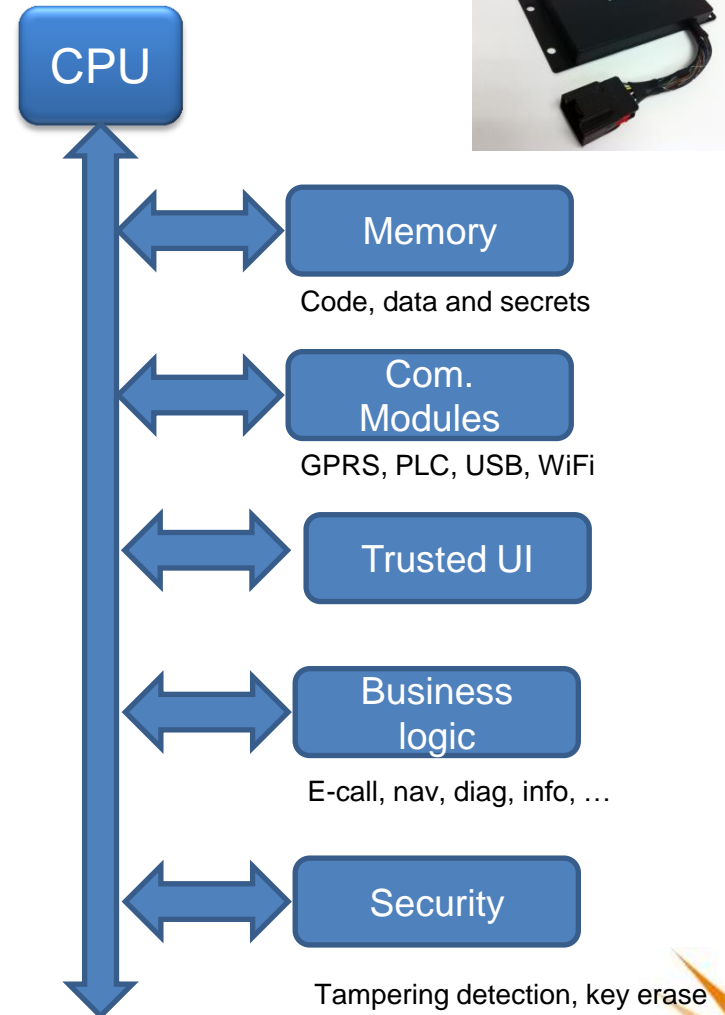 CPU
Memory
Code, data and secrets
Com.
Modules
GPRS, PLC, USB, WiFi
Trusted UI
Business
logic
E-call, nav, diag, info, …
Security
Tampering detection, key erase